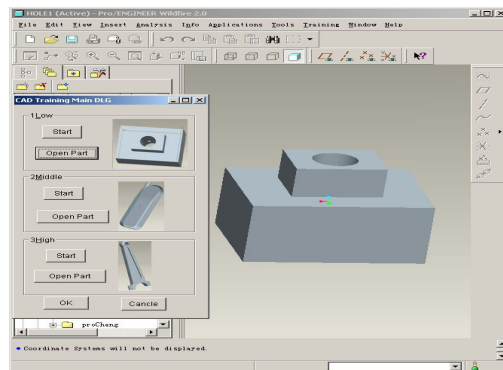 HOLE1 (Active) - Pro/ENGINEER Wildfire 2.0
File Edit View Insert Analysis Info Applications Tools Training Window Help
CAD Training Main DLG
1Low
Start
Open Part
2Middle
Start
Open Part
3High
Start
Open Part
OK
Cancle
proCheng
Coordinate Systems will not be displayed.